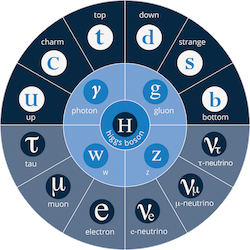 top
down
t
d
charm
strange
c
s
u
up
b
bottom
γ
photon
g
gluon
H
higgs boson
W
w
Z
z
τ
tau
ντ
τ-neutrino
μ
muon
νμ
μ-neutrino
e
electron
νe
e-neutrino